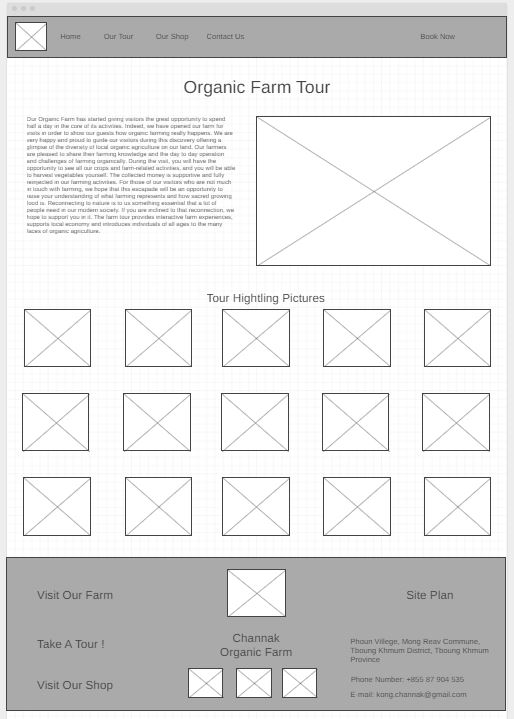 Home Our Tour Our Shop Contact Us Book Now
Organic Farm Tour
Our Organic Farm has started giving visitors the great opportunity to spend
half a day in the core of its activities. Indeed, we have opened our farm for
visits in order to show our guests how organic farming really happens. We are
very happy and proud to guide our visitors during this discovery offering a
glimpse of the diversity of local organic agriculture on our land. Our farmers
are pleased to share their farming knowledge and the day to day operation
and challenges of farming organically. During the visit, you will have the
opportunity to see all our crops and farm-related activities, and you will be able
to harvest vegetables yourself. The collected money is supportive and fully
reinjected in our farming activities. For those of our visitors who are not much
in touch with farming, we hope that this escapade will be an opportunity to
raise your understanding of what farming represents and how sacred growing
food is. Reconnecting to nature is to us something essential that a lot of
people need in our modern society. If you are inclined to that reconnection, we
hope to support you in it. The farm tour provides interactive farm experiences,
supports local economy and introduces individuals of all ages to the many
faces of organic agriculture.
Tour Hightling Pictures
Visit Our Farm
Take A Tour !
Visit Our Shop
Channak
Organic Farm
Site Plan
Phoun Villege, Mong Reav Commune,
Tboung Khmum District, Tbound Khmum
Province
Phone Number: +855 87 904 535
E-mail: kong.channak@gmail.com